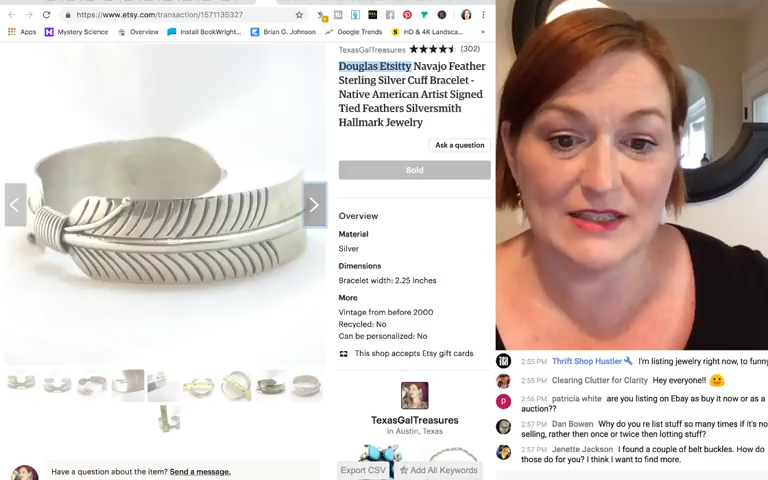 https://www.etsy.com/transaction/1571135327
Apps Mystery Science Overview Install BookWright... Brian G. Johnson Google Trends HD & 4K Landsca...
TexasGalTreasures (302)
Douglas Etsitty Navajo Feather
Sterling Silver Cuff Bracelet -
Native American Artist Signed
Tied Feathers Silversmith
Hallmark Jewelry
Ask a question
Sold
Overview
Material
Silver
Dimensions
Bracelet width: 2.25 Inches
More
Vintage from before 2000
Recycled: No
Can be personalized: No
This shop accepts Etsy gift cards
TexasGalTreasures
in Austin, Texas
Export CSV Add All Keywords
Have a question about the item? Send a message.
2:55 PM Thrift Shop Hustler I'm listing jewelry right now, to funny
2:55 PM Clearing Clutter for Clarity Hey everyone!!
2:56 PM patricia white are you listing on Ebay as buy it now or as a
auction??
2:57 PM Dan Bowen Why do you re list stuff so many times if it's no
selling, rather then once or twice then lotting stuff?
2:57 PM Jenette Jackson I found a couple of belt buckles. How do
those do for you? I think I want to find more.